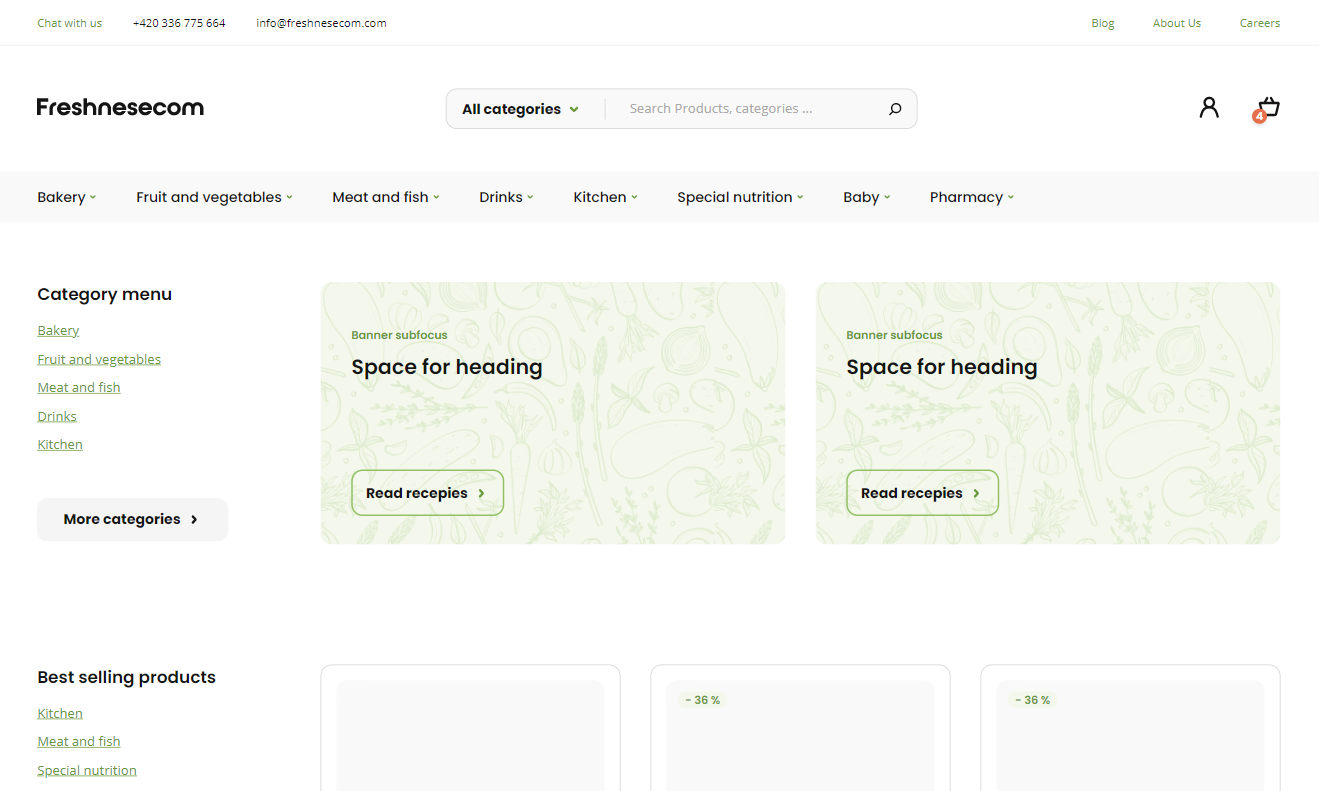 Chat with us +420 336 775 664 info@freshnesecom.com Blog About Us Careers
Freshnesecom All categories Search Products, categories ... 4
Bakery Fruit and vegetables Meat and fish Drinks Kitchen Special nutrition Baby Pharmacy
Category menu
Bakery
Fruit and vegetables
Meat and fish
Drinks
Kitchen
More categories
Banner subfocus
Space for heading
Read recepies
Banner subfocus
Space for heading
Read recepies
Best selling products
Kitchen
Meat and fish
Special nutrition
- 36 %
- 36 %